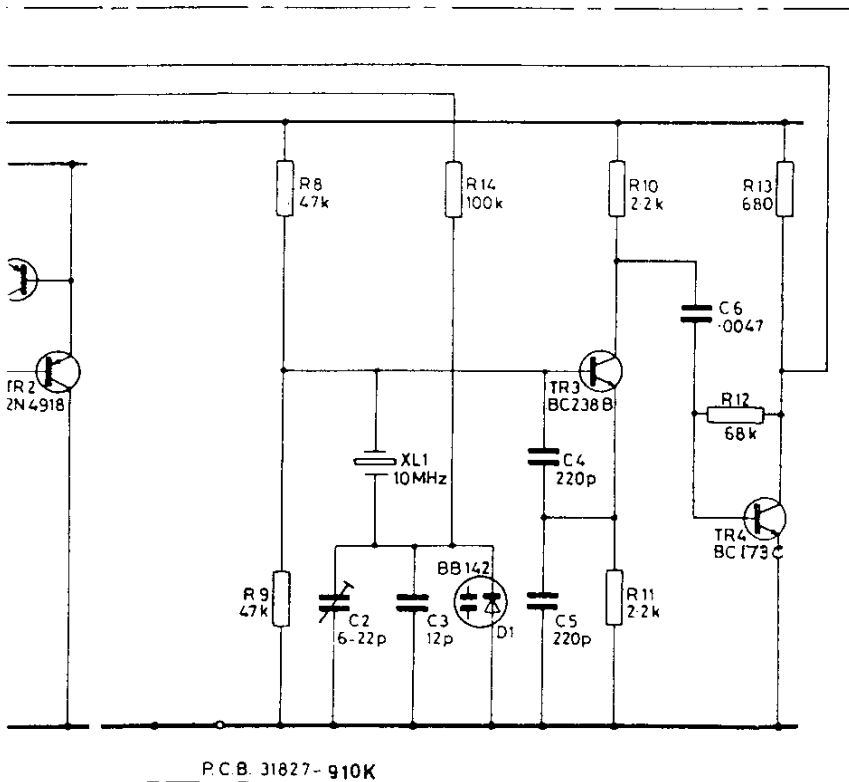 R8
47k
R14
100k
R10
2·2k
R13
680
C6
·0047
TR2
2N4918
TR3
BC238B
R12
68k
XL1
10MHz
C4
220p
TR4
BC173C
R9
47k
C2
6-22p
C3
12p
BB142
D1
C5
220p
R11
2·2k
P.C.B. 31827-910K